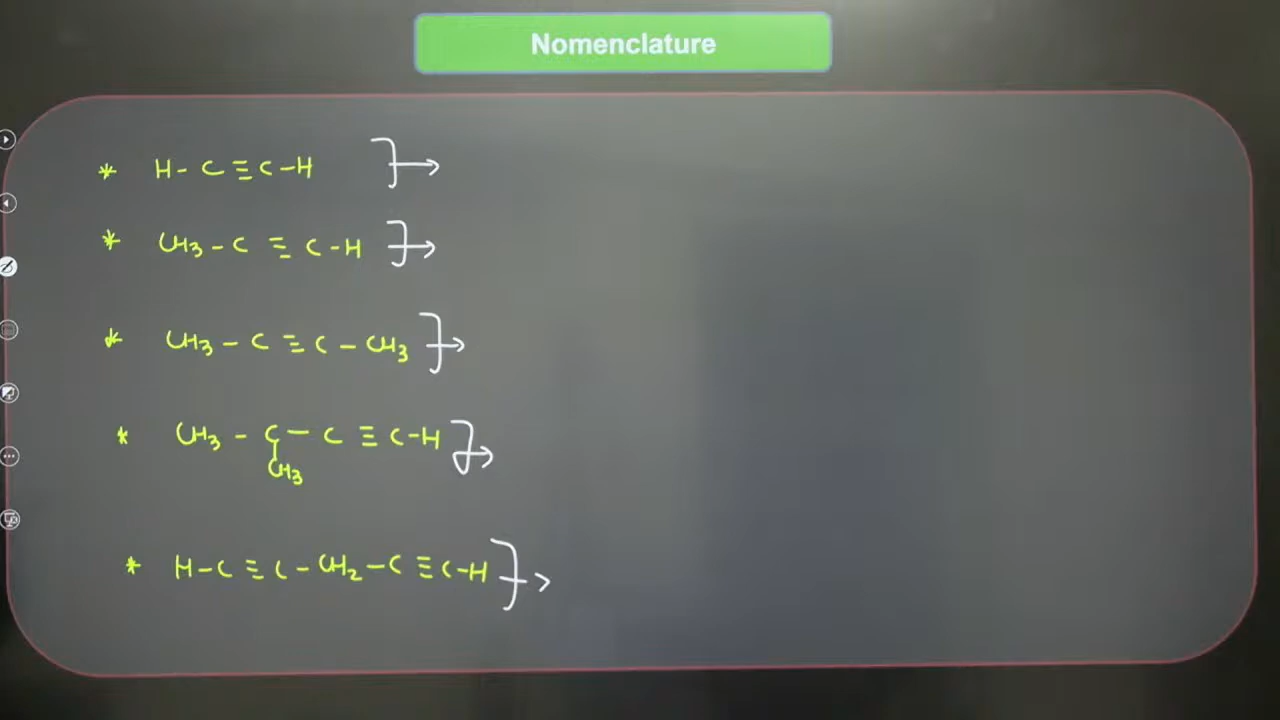 Nomenclature
* H - C ≡ C - H } →
* CH3 - C ≡ C - H } →
* CH3 - C ≡ C - CH3 } →
* CH3 - C - C ≡ C - H } →
CH3
* H - C ≡ C - CH2 - C ≡ C - H } →